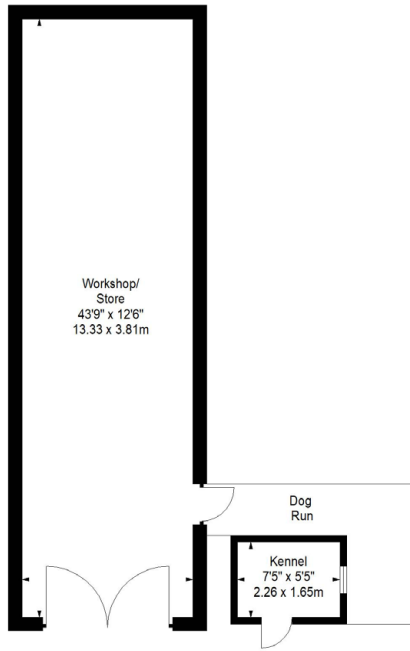 Workshop/
Store
43'9" x 12'6"
13.33 x 3.81m
Dog
Run
Kennel
7'5" x 5'5"
2.26 x 1.65m